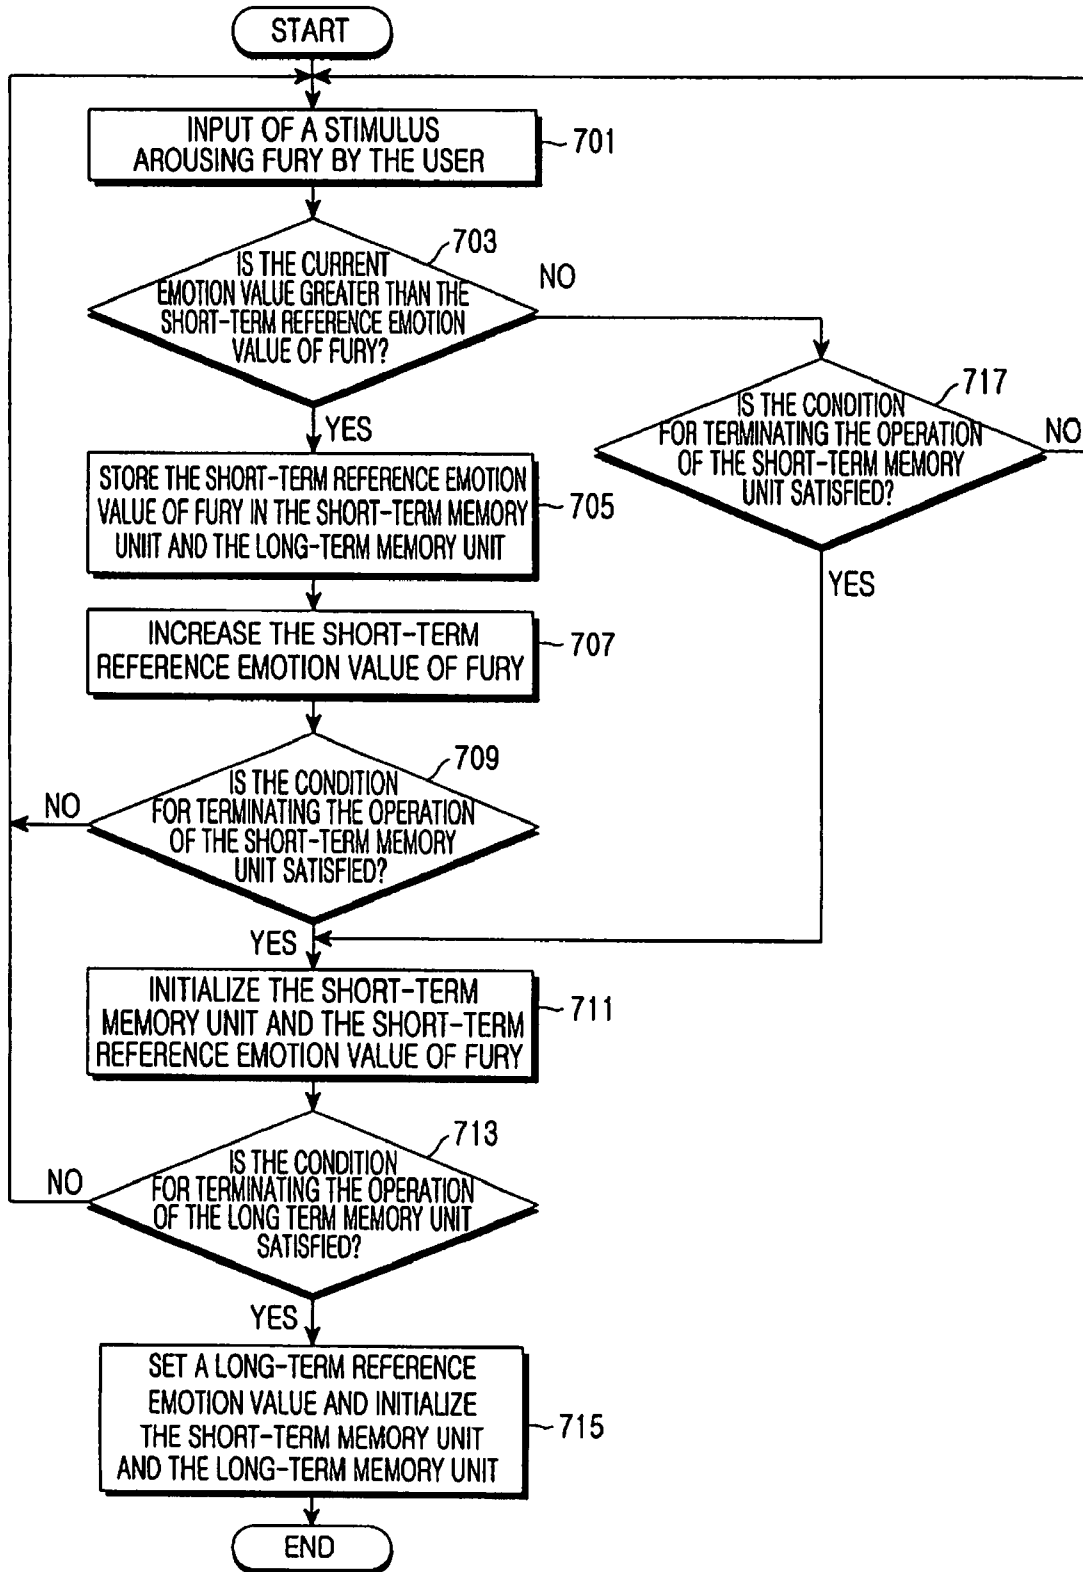 START
INPUT OF A STIMULUS
AROUSING FURY BY THE USER
701
703
IS THE CURRENT
EMOTION VALUE GREATER THAN THE
SHORT-TERM REFERENCE EMOTION
VALUE OF FURY?
NO
YES
717
IS THE CONDITION
FOR TERMINATING THE OPERATION
OF THE SHORT-TERM MEMORY
UNIT SATISFIED?
NO
YES
STORE THE SHORT-TERM REFERENCE EMOTION
VALUE OF FURY IN THE SHORT-TERM MEMORY
UNIIT AND THE LONG-TERM MEMORY UNIT
705
INCREASE THE SHORT-TERM
REFERENCE EMOTION VALUE OF FURY
707
709
IS THE CONDITION
FOR TERMINATING THE OPERATION
OF THE SHORT-TERM MEMORY
UNIT SATISFIED?
NO
YES
INITIALIZE THE SHORT-TERM
MEMORY UNIT AND THE SHORT-TERM
REFERENCE EMOTION VALUE OF FURY
711
713
IS THE CONDITION
FOR TERMINATING THE OPERATION
OF THE LONG TERM MEMORY UNIT
SATISFIED?
NO
YES
SET A LONG-TERM REFERENCE
EMOTION VALUE AND INITIALIZE
THE SHORT-TERM MEMORY UNIT
AND THE LONG-TERM MEMORY UNIT
715
END